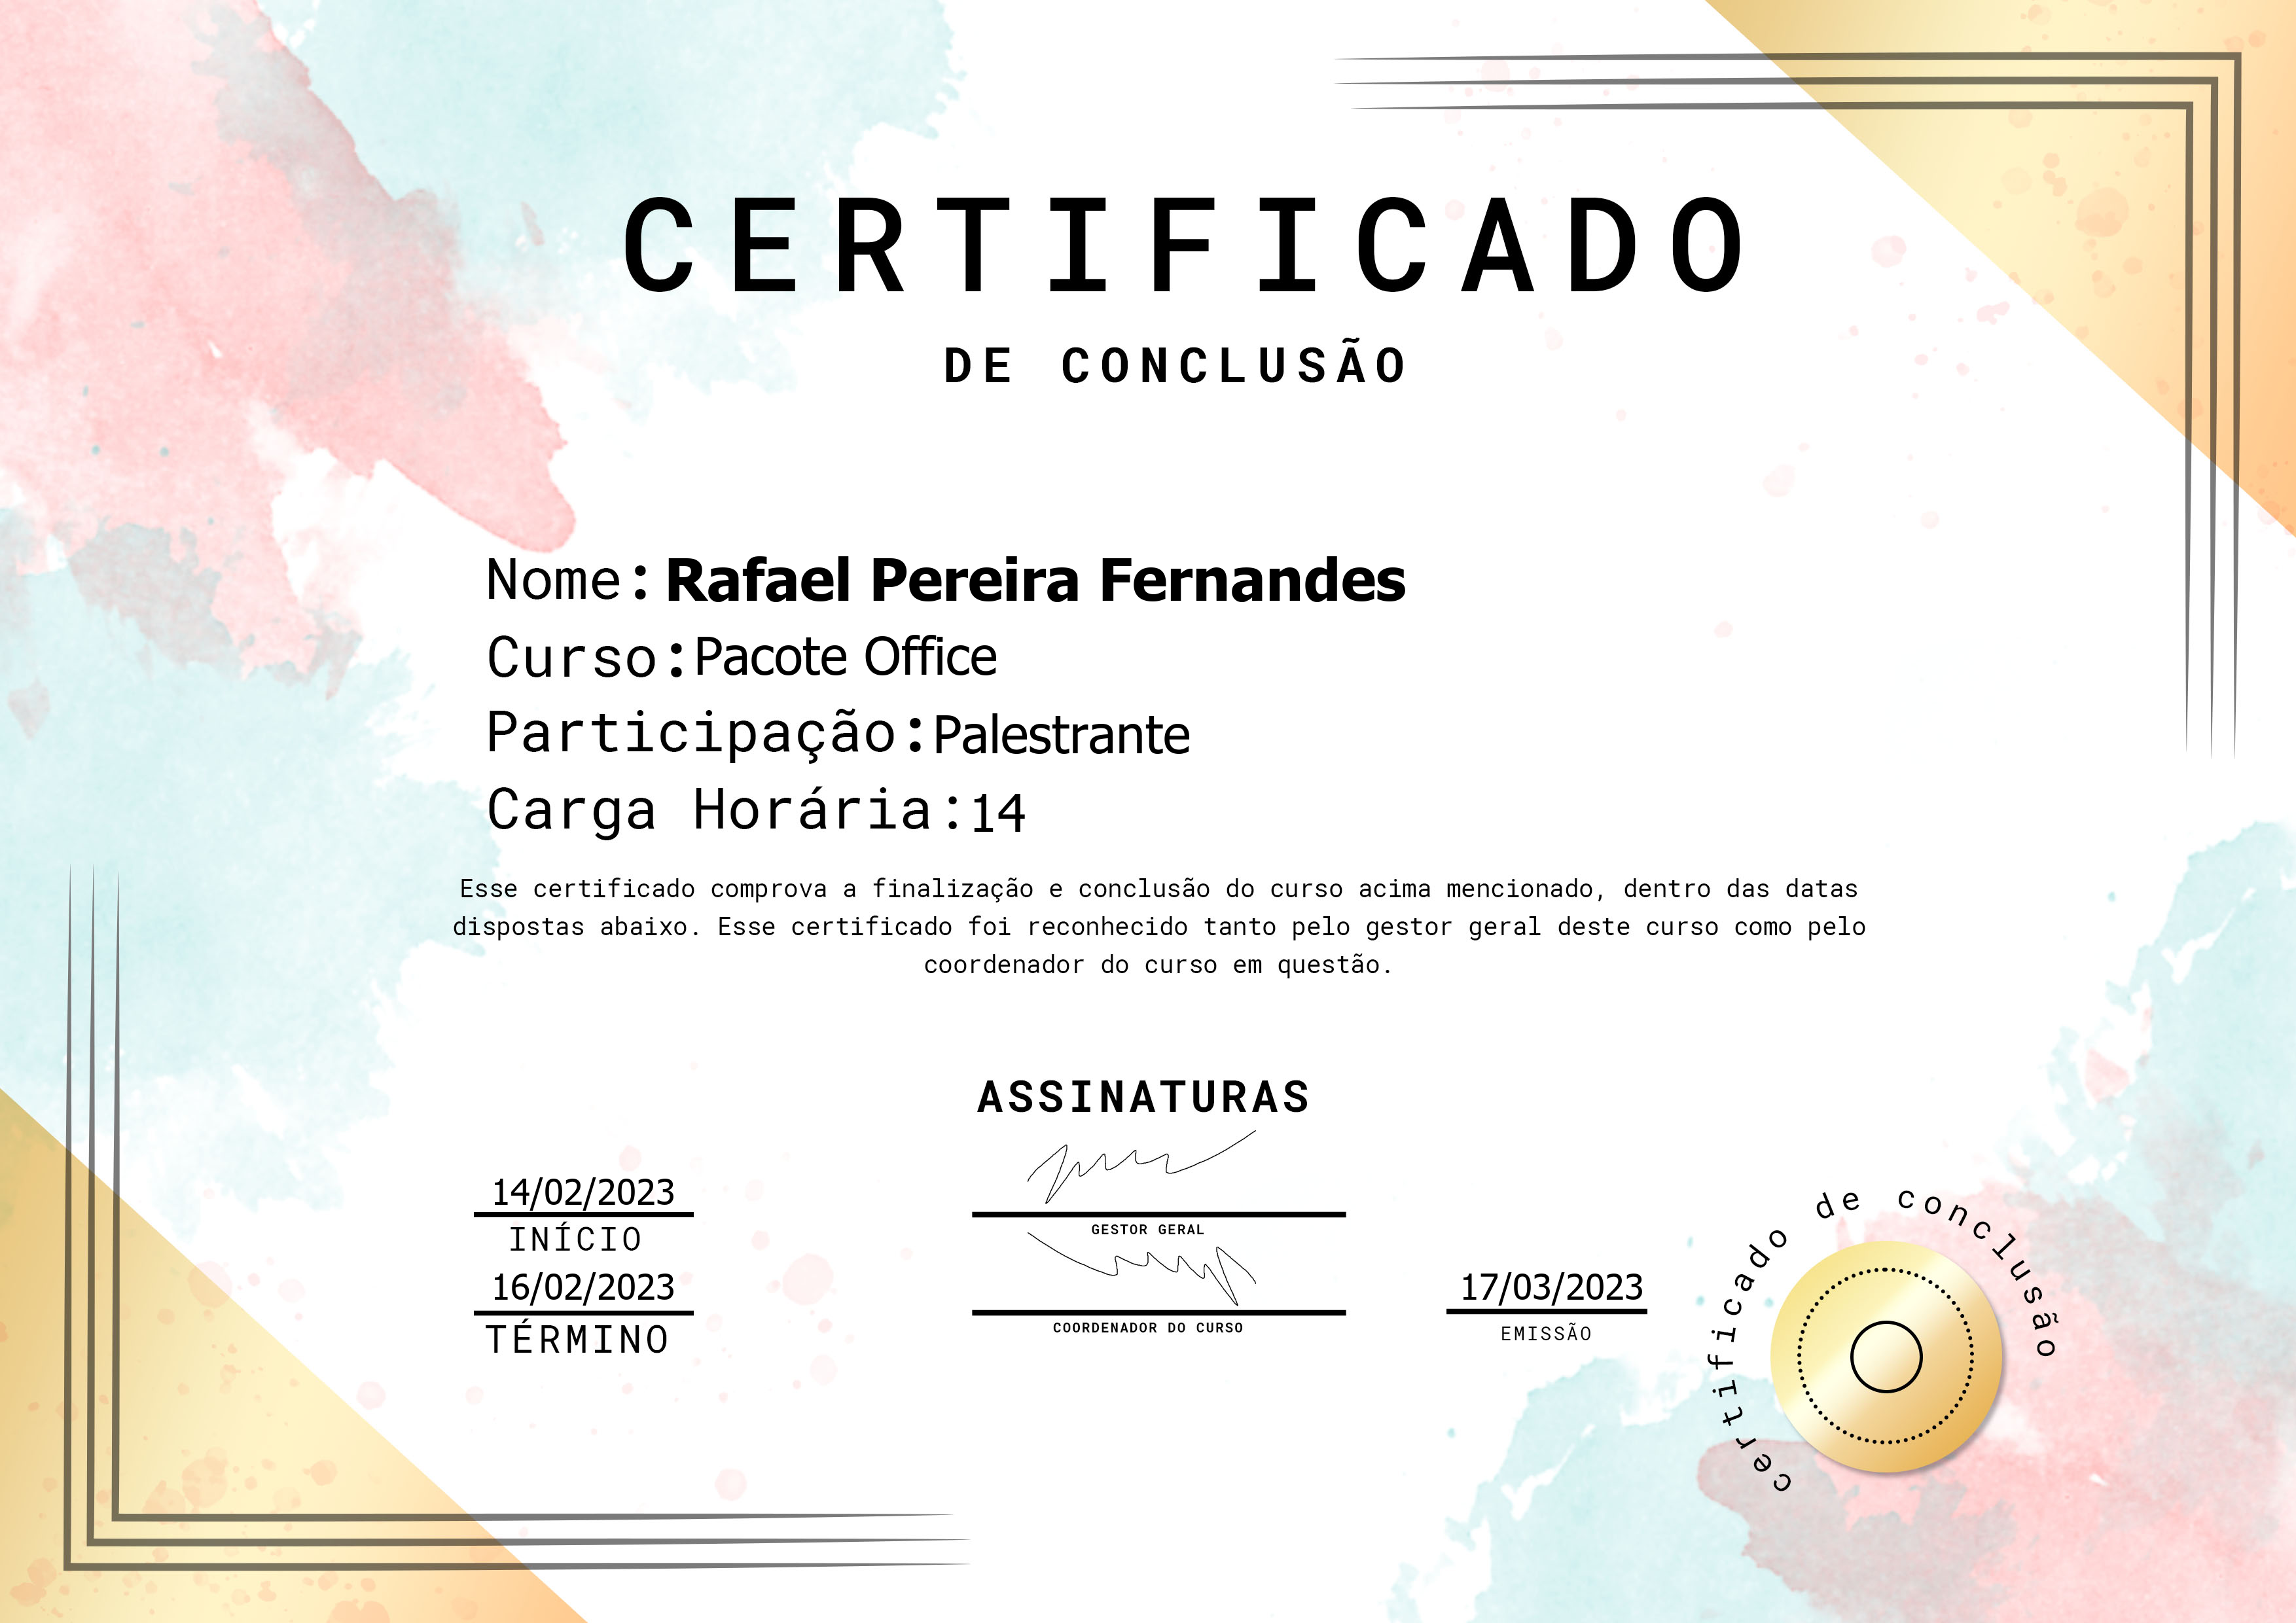 CERTIFICADO
DE CONCLUSÃO
Nome: Rafael Pereira Fernandes
Curso: Pacote Office
Participação: Palestrante
Carga Horária: 14
Esse certificado comprova a finalização e conclusão do curso acima mencionado, dentro das datas
dispostas abaixo. Esse certificado foi reconhecido tanto pelo gestor geral deste curso como pelo
coordenador do curso em questão.
ASSINATURAS
14/02/2023
INÍCIO
16/02/2023
TÉRMINO
GESTOR GERAL
COORDENADOR DO CURSO
17/03/2023
EMISSÃO
certificado de conclusão